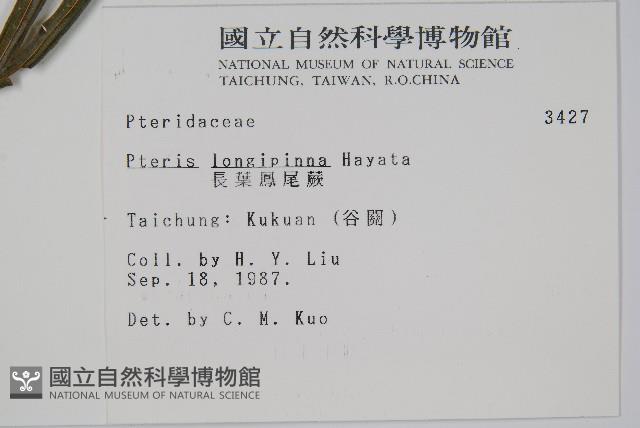 國立自然科學博物館
NATIONAL MUSEUM OF NATURAL SCIENCE
TAICHUNG, TAIWAN, R.O.CHINA
Pteridaceae 3427
Pteris longipinna Hayata
長葉鳳尾蕨
Taichung: Kukuan (谷關)
Coll. by H. Y. Liu
Sep. 18, 1987.
Det. by C. M. Kuo
國立自然科學博物館
NATIONAL MUSEUM OF NATURAL SCIENCE